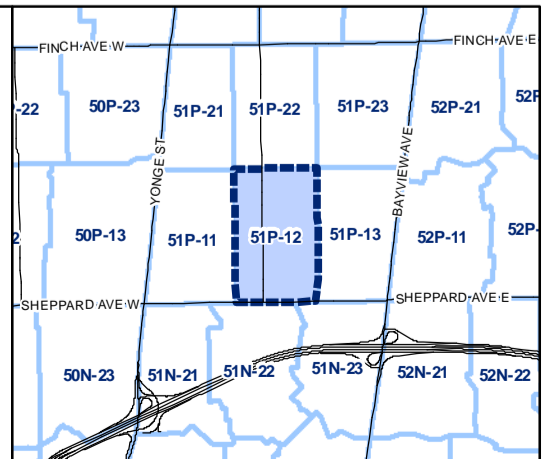 FINCH AVE W
FINCH AVE E
-22
50P-23
51P-21
51P-22
51P-23
52P-21
52P
YONGE ST
BAYVIEW AVE
2
50P-13
51P-11
51P-12
51P-13
52P-11
52P-
SHEPPARD AVE W
SHEPPARD AVE E
50N-23
51N-21
51N-22
51N-23
52N-21
52N-22